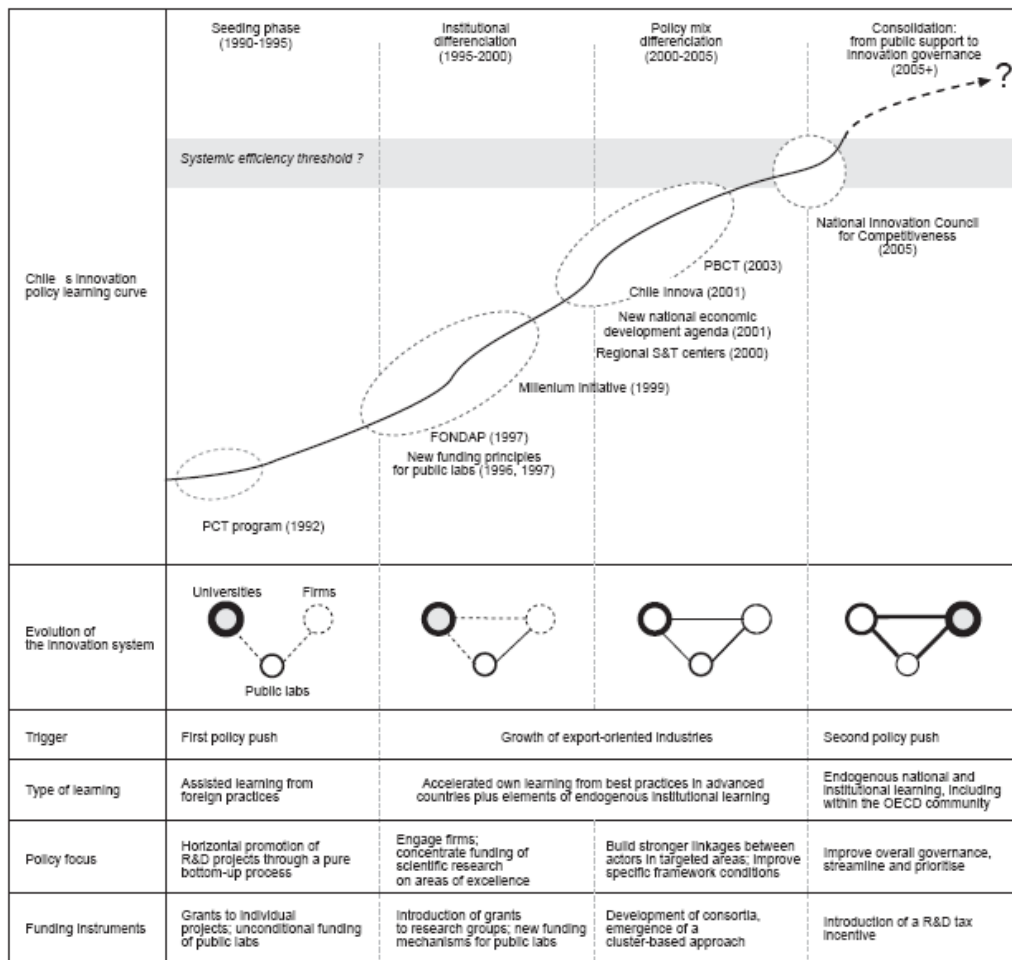 Seeding phase
(1990-1995)
Institutional
differenciation
(1995-2000)
Policy mix
differenciation
(2000-2005)
Consolidation:
from public support to
innovation governance
(2005+)
?
Systemic efficiency threshold ?
National Innovation Council
for Competitiveness
(2005)
PBCT (2003)
Chile s innovation
policy learning curve
Chile Innova (2001)
New national economic
development agenda (2001)
Regional S&T centers (2000)
Millenium Initiative (1999)
FONDAP (1997)
New funding principles
for public labs (1996, 1997)
PCT program (1992)
Evolution of
the innovation system
Universities
Firms
Public labs
Trigger
First policy push
Growth of export-oriented industries
Second policy push
Type of learning
Assisted learning from
foreign practices
Accelerated own learning from best practices in advanced
countries plus elements of endogenous institutional learning
Endogenous national and
institutional learning, including
within the OECD community
Policy focus
Horizontal promotion of
R&D projects through a pure
bottom-up process
Engage firms;
concentrate funding of
scientific research
on areas of excellence
Build stronger linkages between
actors in targeted areas; improve
specific framework conditions
Improve overall governance,
streamline and prioritise
Funding instruments
Grants to individual
projects; unconditional funding
of public labs
Introduction of grants
to research groups; new funding
mechanisms for public labs
Development of consortia,
emergence of a
cluster-based approach
Introduction of a R&D tax
incentive